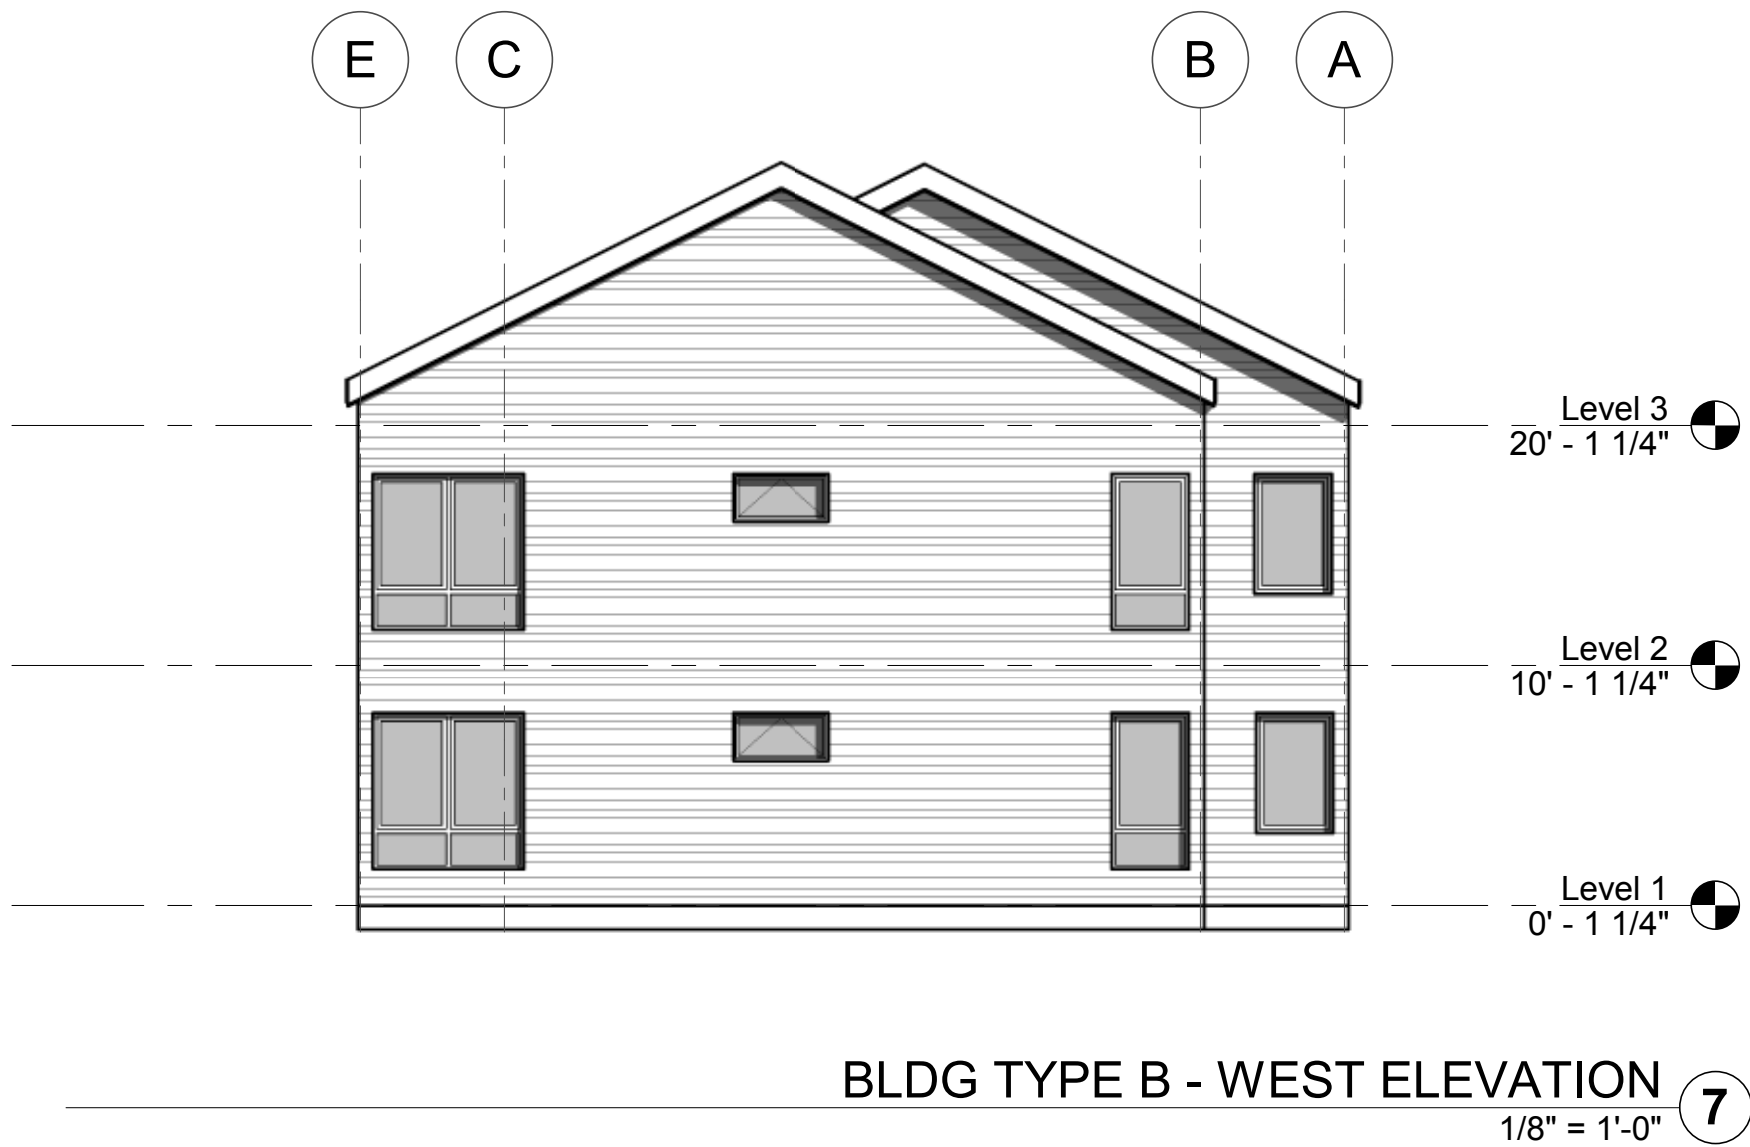 E C B A
Level 3
20' - 1 1/4"
Level 2
10' - 1 1/4"
Level 1
0' - 1 1/4"
BLDG TYPE B - WEST ELEVATION
1/8" = 1'-0"
7